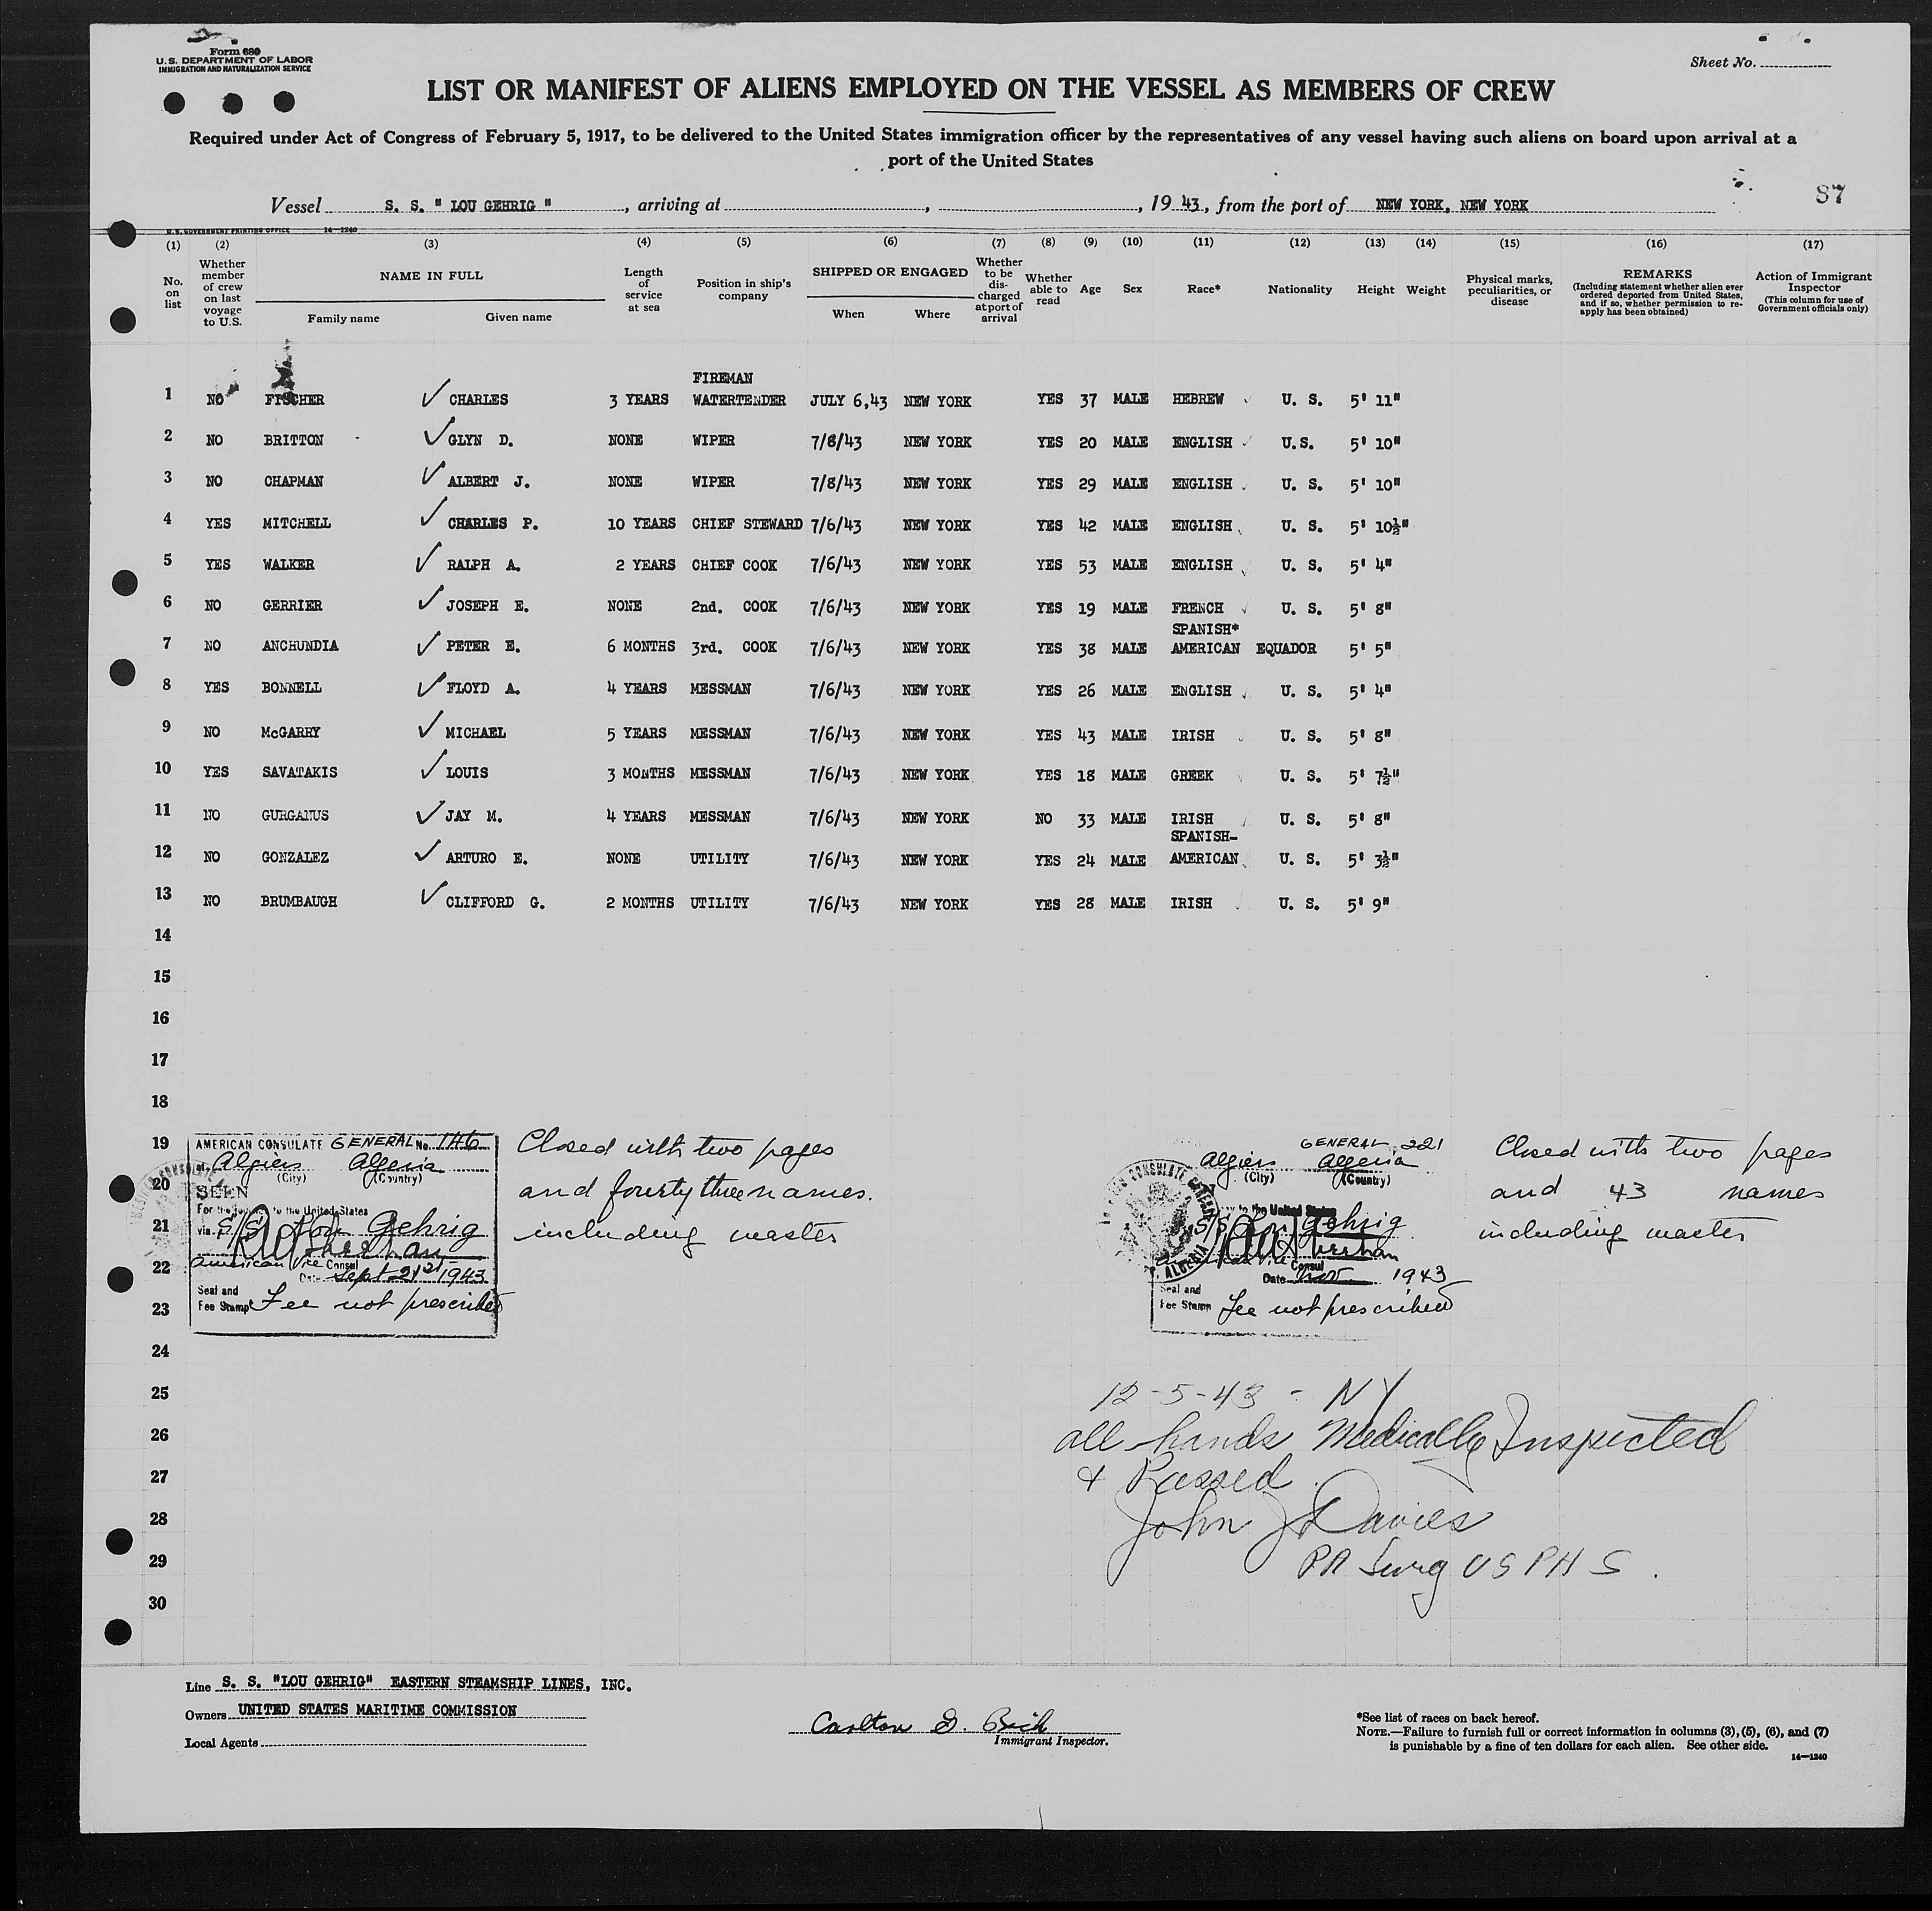 Form 680
U. S. DEPARTMENT OF LABOR
IMMIGRATION AND NATURALIZATION SERVICE
Sheet No.
LIST OR MANIFEST OF ALIENS EMPLOYED ON THE VESSEL AS MEMBERS OF CREW
Required under Act of Congress of February 5, 1917, to be delivered to the United States immigration officer by the representatives of any vessel having such aliens on board upon arrival at a
port of the United States
87
Vessel S. S. " LOU GEHRIG ", arriving at , , 19 43, from the port of NEW YORK, NEW YORK
U. S. GOVERNMENT PRINTING OFFICE 14—1240
(1) (2) (3) (4) (5) (6) (7) (8) (9) (10) (11) (12) (13) (14) (15) (16) (17)
No. on list
Whether member of crew on last voyage to U.S.
NAME IN FULL
Family name Given name
Length of service at sea
Position in ship's company
SHIPPED OR ENGAGED
When Where
Whether to be discharged at port of arrival
Whether able to read
Age Sex Race* Nationality Height Weight
Physical marks, peculiarities, or disease
REMARKS
(Including statement whether alien ever ordered deported from United States, and if so, whether permission to re-apply has been obtained)
Action of Immigrant Inspector
(This column for use of Government officials only)
FIREMAN
1 NO FISCHER ✓ CHARLES 3 YEARS WATERTENDER JULY 6,43 NEW YORK YES 37 MALE HEBREW ✓ U. S. 5' 11"
2 NO BRITTON ✓ GLYN D. NONE WIPER 7/8/43 NEW YORK YES 20 MALE ENGLISH ✓ U.S. 5' 10"
3 NO CHAPMAN ✓ ALBERT J. NONE WIPER 7/8/43 NEW YORK YES 29 MALE ENGLISH ✓ U. S. 5' 10"
4 YES MITCHELL ✓ CHARLES P. 10 YEARS CHIEF STEWARD 7/6/43 NEW YORK YES 42 MALE ENGLISH ✓ U. S. 5' 10½"
5 YES WALKER ✓ RALPH A. 2 YEARS CHIEF COOK 7/6/43 NEW YORK YES 53 MALE ENGLISH ✓ U. S. 5' 4"
6 NO GERRIER ✓ JOSEPH E. NONE 2nd. COOK 7/6/43 NEW YORK YES 19 MALE FRENCH ✓ U. S. 5' 8"
SPANISH*
7 NO ANCHUNDIA ✓ PETER E. 6 MONTHS 3rd. COOK 7/6/43 NEW YORK YES 38 MALE AMERICAN EQUADOR 5' 5"
8 YES BONNELL ✓ FLOYD A. 4 YEARS MESSMAN 7/6/43 NEW YORK YES 26 MALE ENGLISH ✓ U. S. 5' 4"
9 NO McGARRY ✓ MICHAEL 5 YEARS MESSMAN 7/6/43 NEW YORK YES 43 MALE IRISH ✓ U. S. 5' 8"
10 YES SAVATAKIS ✓ LOUIS 3 MONTHS MESSMAN 7/6/43 NEW YORK YES 18 MALE GREEK ✓ U. S. 5' 7½"
11 NO GURGANUS ✓ JAY M. 4 YEARS MESSMAN 7/6/43 NEW YORK NO 33 MALE IRISH ✓ U. S. 5' 8"
SPANISH-
12 NO GONZALEZ ✓ ARTURO E. NONE UTILITY 7/6/43 NEW YORK YES 24 MALE AMERICAN ✓ U. S. 5' 3½"
13 NO BRUMBAUGH ✓ CLIFFORD G. 2 MONTHS UTILITY 7/6/43 NEW YORK YES 28 MALE IRISH ✓ U. S. 5' 9"
14
15
16
17
18
19
20
21
22
23
24
25
26
27
28
29
30
AMERICAN CONSULATE GENERAL No. 146
at Algiers Algeria
(City) (Country)
SEEN
For the journey to the United States
via S/S Lou Gehrig
American Vice Consul
Date Sept 21st 1943
Seal and
Fee Stamp Fee not prescribed
Closed with two pages
and fourty three names.
including master
GENERAL 221
Algiers Algeria
(City) (Country)
to the United States
S/S Lou Gehrig
American Vice Consul
Date Nov 1943
Seal and
Fee Stamp Fee not prescribed
Closed with two pages
and 43 names
including master
12-5-43 - NY
all hands Medically Inspected
+ Passed.
John J Davies
PA Surg USPHS.
Line S. S. "LOU GEHRIG" EASTERN STEAMSHIP LINES, INC.
Owners UNITED STATES MARITIME COMMISSION
Local Agents
Carlton G.
Immigrant Inspector.
*See list of races on back hereof.
NOTE.—Failure to furnish full or correct information in columns (3), (5), (6), and (7)
is punishable by a fine of ten dollars for each alien. See other side.
14—1240